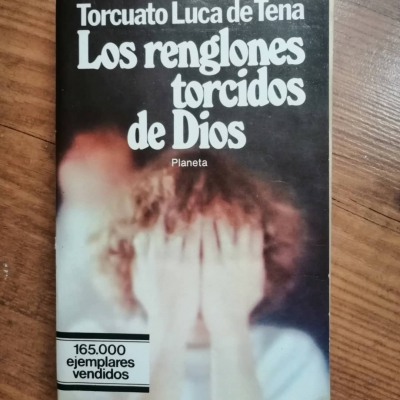 Torcuato Luca de Tena
Los renglones
torcidos
de Dios
Planeta
165.000
ejemplares
vendidos